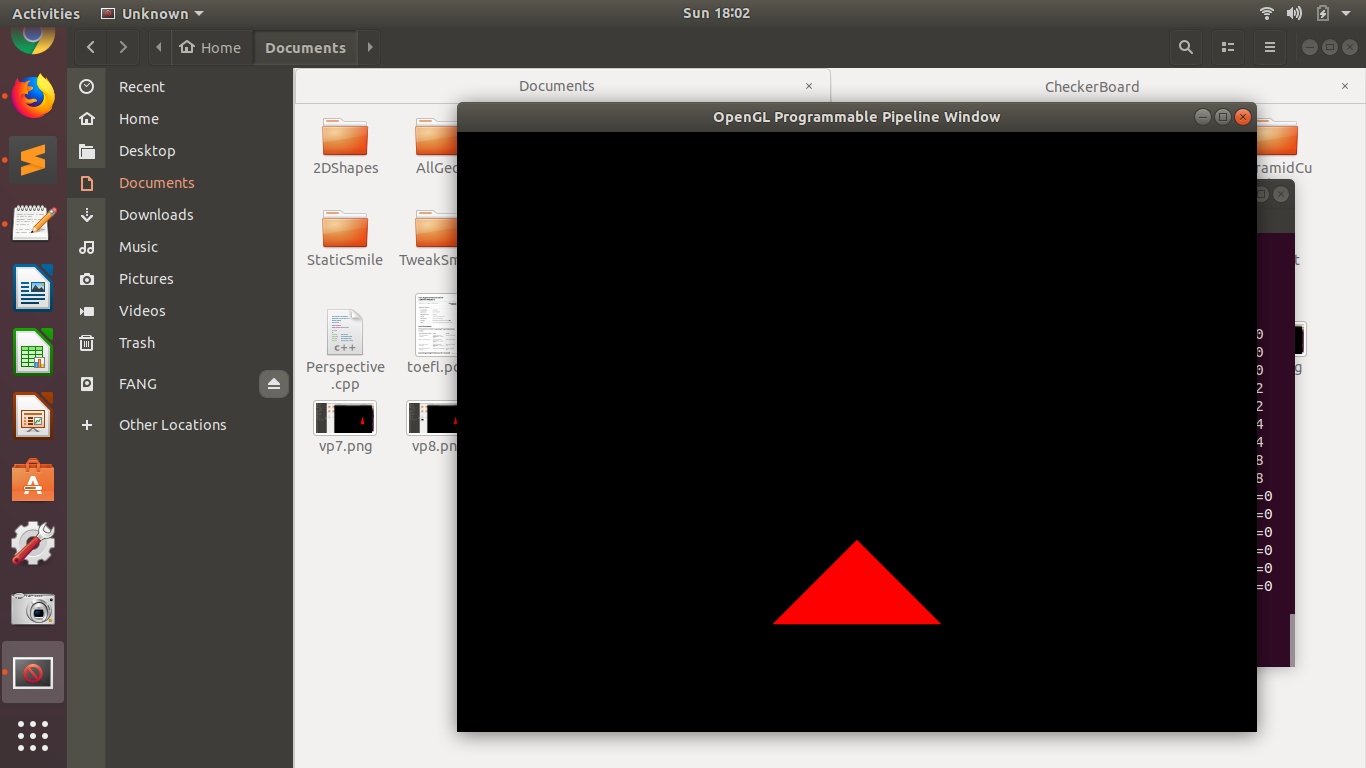 Activities
Unknown
Sun 18:02
Home
Documents
Recent
Home
Desktop
Documents
Downloads
Music
Pictures
Videos
Trash
FANG
Other Locations
Documents
CheckerBoard
OpenGL Programmable Pipeline Window
2DShapes
AllGeo
ramidCu
StaticSmile
TweakSm
t
C++
Perspective
.cpp
toefl.pd
g
vp7.png
vp8.pn
0
0
0
2
2
4
4
8
8
=0
=0
=0
=0
=0
=0